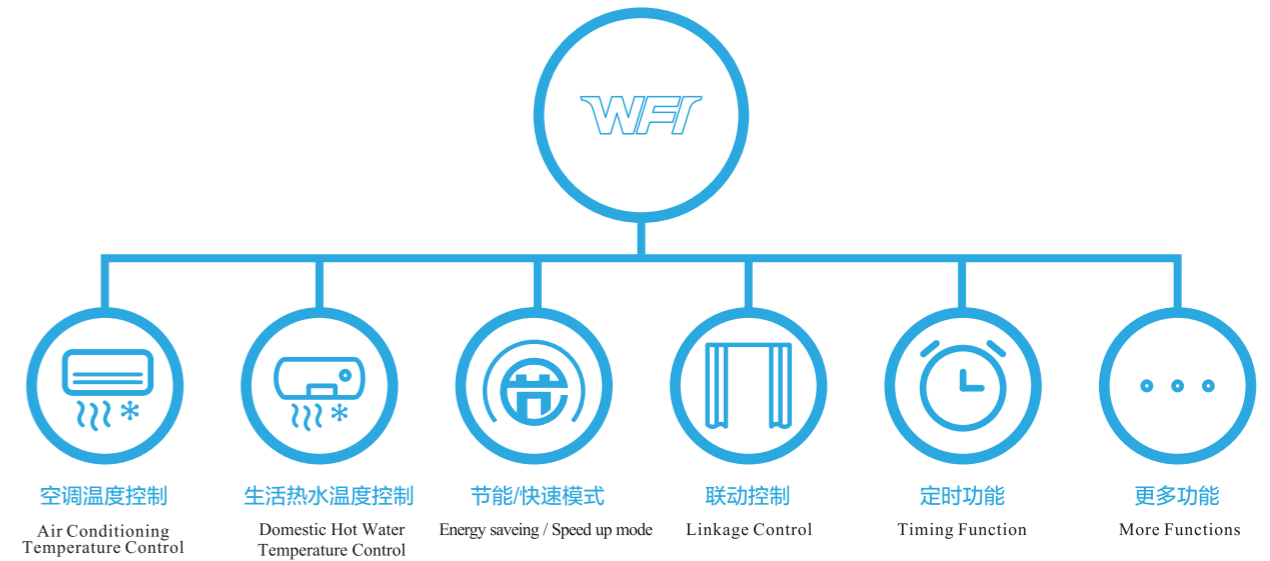 WFI
节
空调温度控制
Air Conditioning
Temperature Control
生活热水温度控制
Domestic Hot Water
Temperature Control
节能/快速模式
Energy saveing / Speed up mode
联动控制
Linkage Control
定时功能
Timing Function
更多功能
More Functions